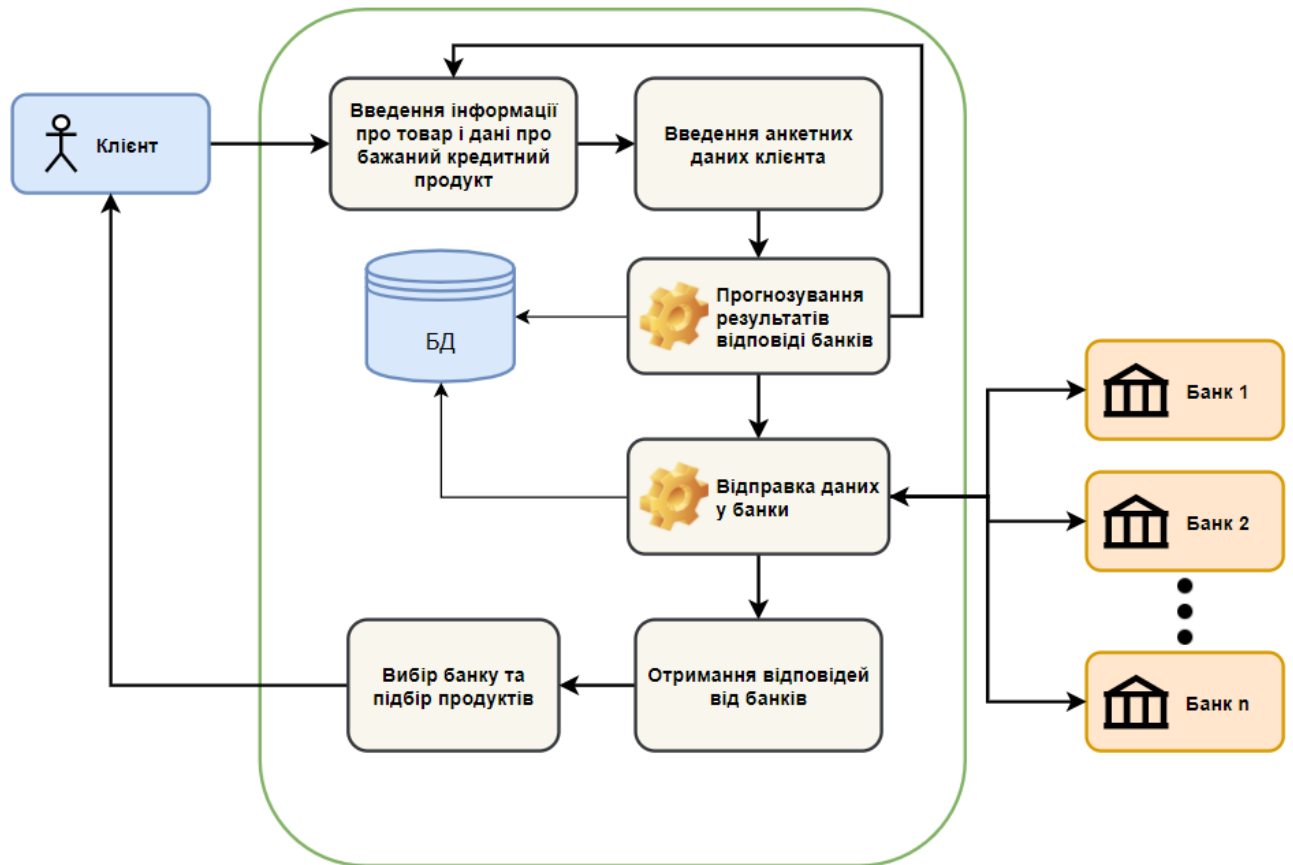 Клієнт
Введення інформації
про товар і дані про
бажаний кредитний
продукт
Введення анкетних
даних клієнта
БД
Прогнозування
результатів
відповіді банків
Відправка даних
у банки
Вибір банку та
підбір продуктів
Отримання відповідей
від банків
Банк 1
Банк 2
Банк n